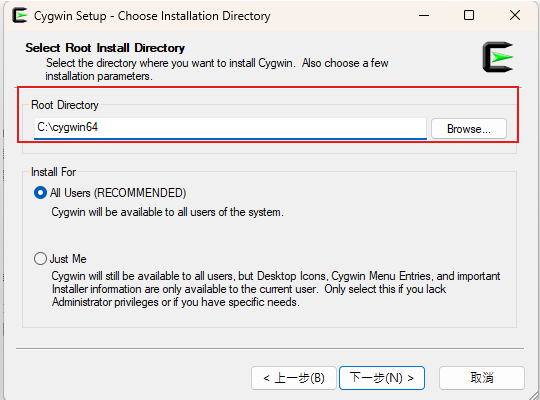 Cygwin Setup - Choose Installation Directory
Select Root Install Directory
Select the directory where you want to install Cygwin. Also choose a few
installation parameters.
Root Directory
C:\cygwin64
Browse...
Install For
All Users (RECOMMENDED)
Cygwin will be available to all users of the system.
Just Me
Cygwin will still be available to all users, but Desktop Icons, Cygwin Menu Entries, and important
Installer information are only available to the current user. Only select this if you lack
Administrator privileges or if you have specific needs.
< 上一步(B)
下一步(N) >
取消